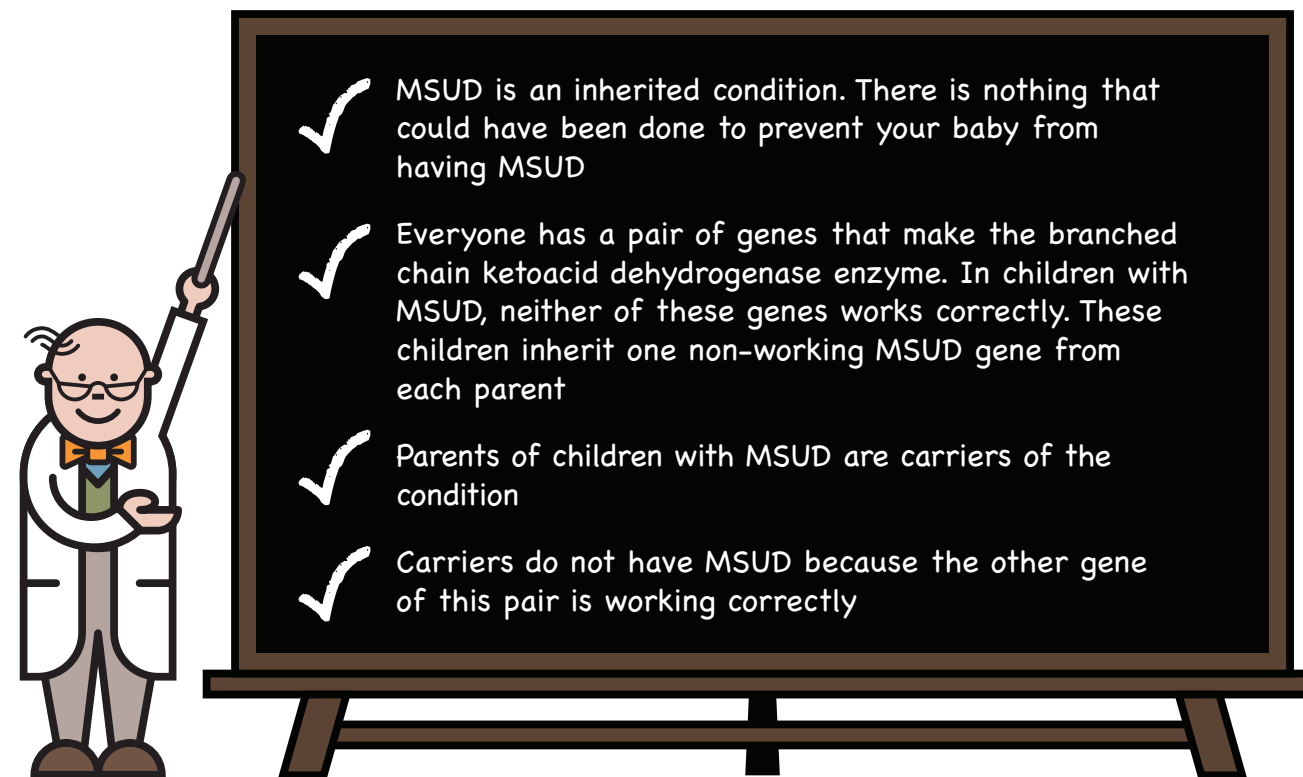 MSUD is an inherited condition. There is nothing that
could have been done to prevent your baby from
having MSUD
Everyone has a pair of genes that make the branched
chain ketoacid dehydrogenase enzyme. In children with
MSUD, neither of these genes works correctly. These
children inherit one non-working MSUD gene from
each parent
Parents of children with MSUD are carriers of the
condition
Carriers do not have MSUD because the other gene
of this pair is working correctly